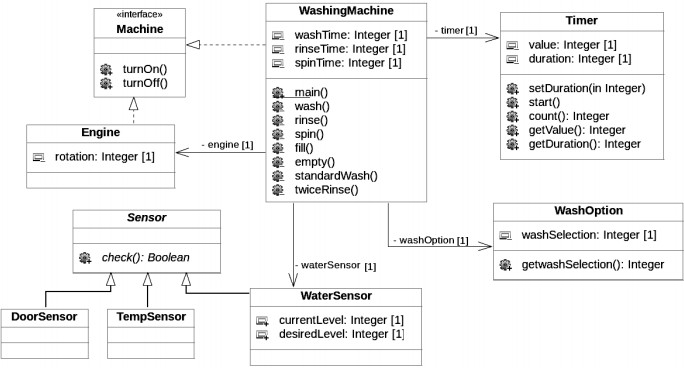 «interface»
Machine
turnOn()
turnOff()
WashingMachine
washTime: Integer [1]
rinseTime: Integer [1]
spinTime: Integer [1]
main()
wash()
rinse()
spin()
fill()
empty()
standardWash()
twiceRinse()
- timer [1]
Timer
value: Integer [1]
duration: Integer [1]
setDuration(in Integer)
start()
count(): Integer
getValue(): Integer
getDuration(): Integer
Engine
rotation: Integer [1]
- engine [1]
Sensor
check(): Boolean
- waterSensor [1]
- washOption [1]
WashOption
washSelection: Integer [1]
getwashSelection(): Integer
DoorSensor
TempSensor
WaterSensor
currentLevel: Integer [1]
desiredLevel: Integer [1]